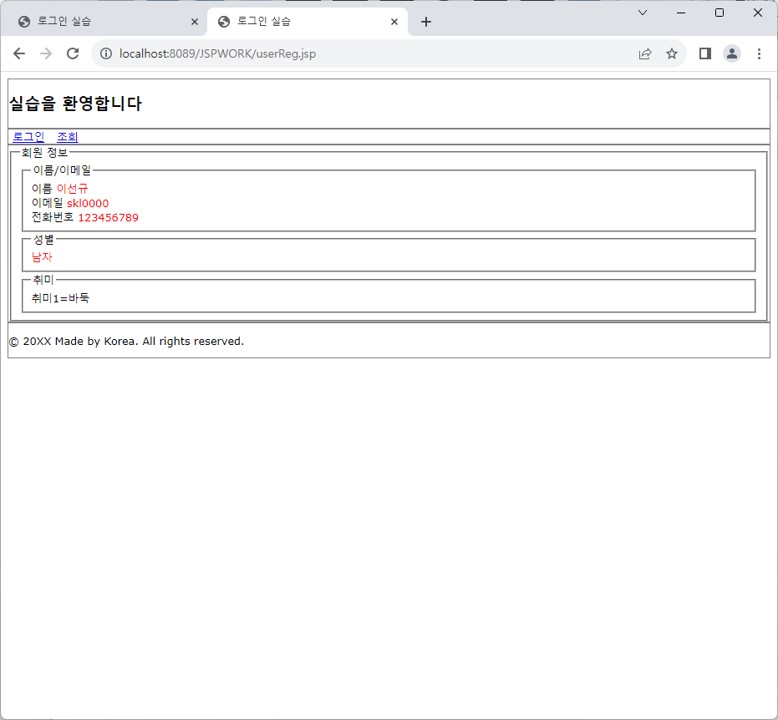 로그인 실습
로그인 실습
localhost:8089/JSPWORK/userReg.jsp
실습을 환영합니다
로그인 조회
회원 정보
이름/이메일
이름 이선규
이메일 skl0000
전화번호 123456789
성별
남자
취미
취미1=바둑
© 20XX Made by Korea. All rights reserved.